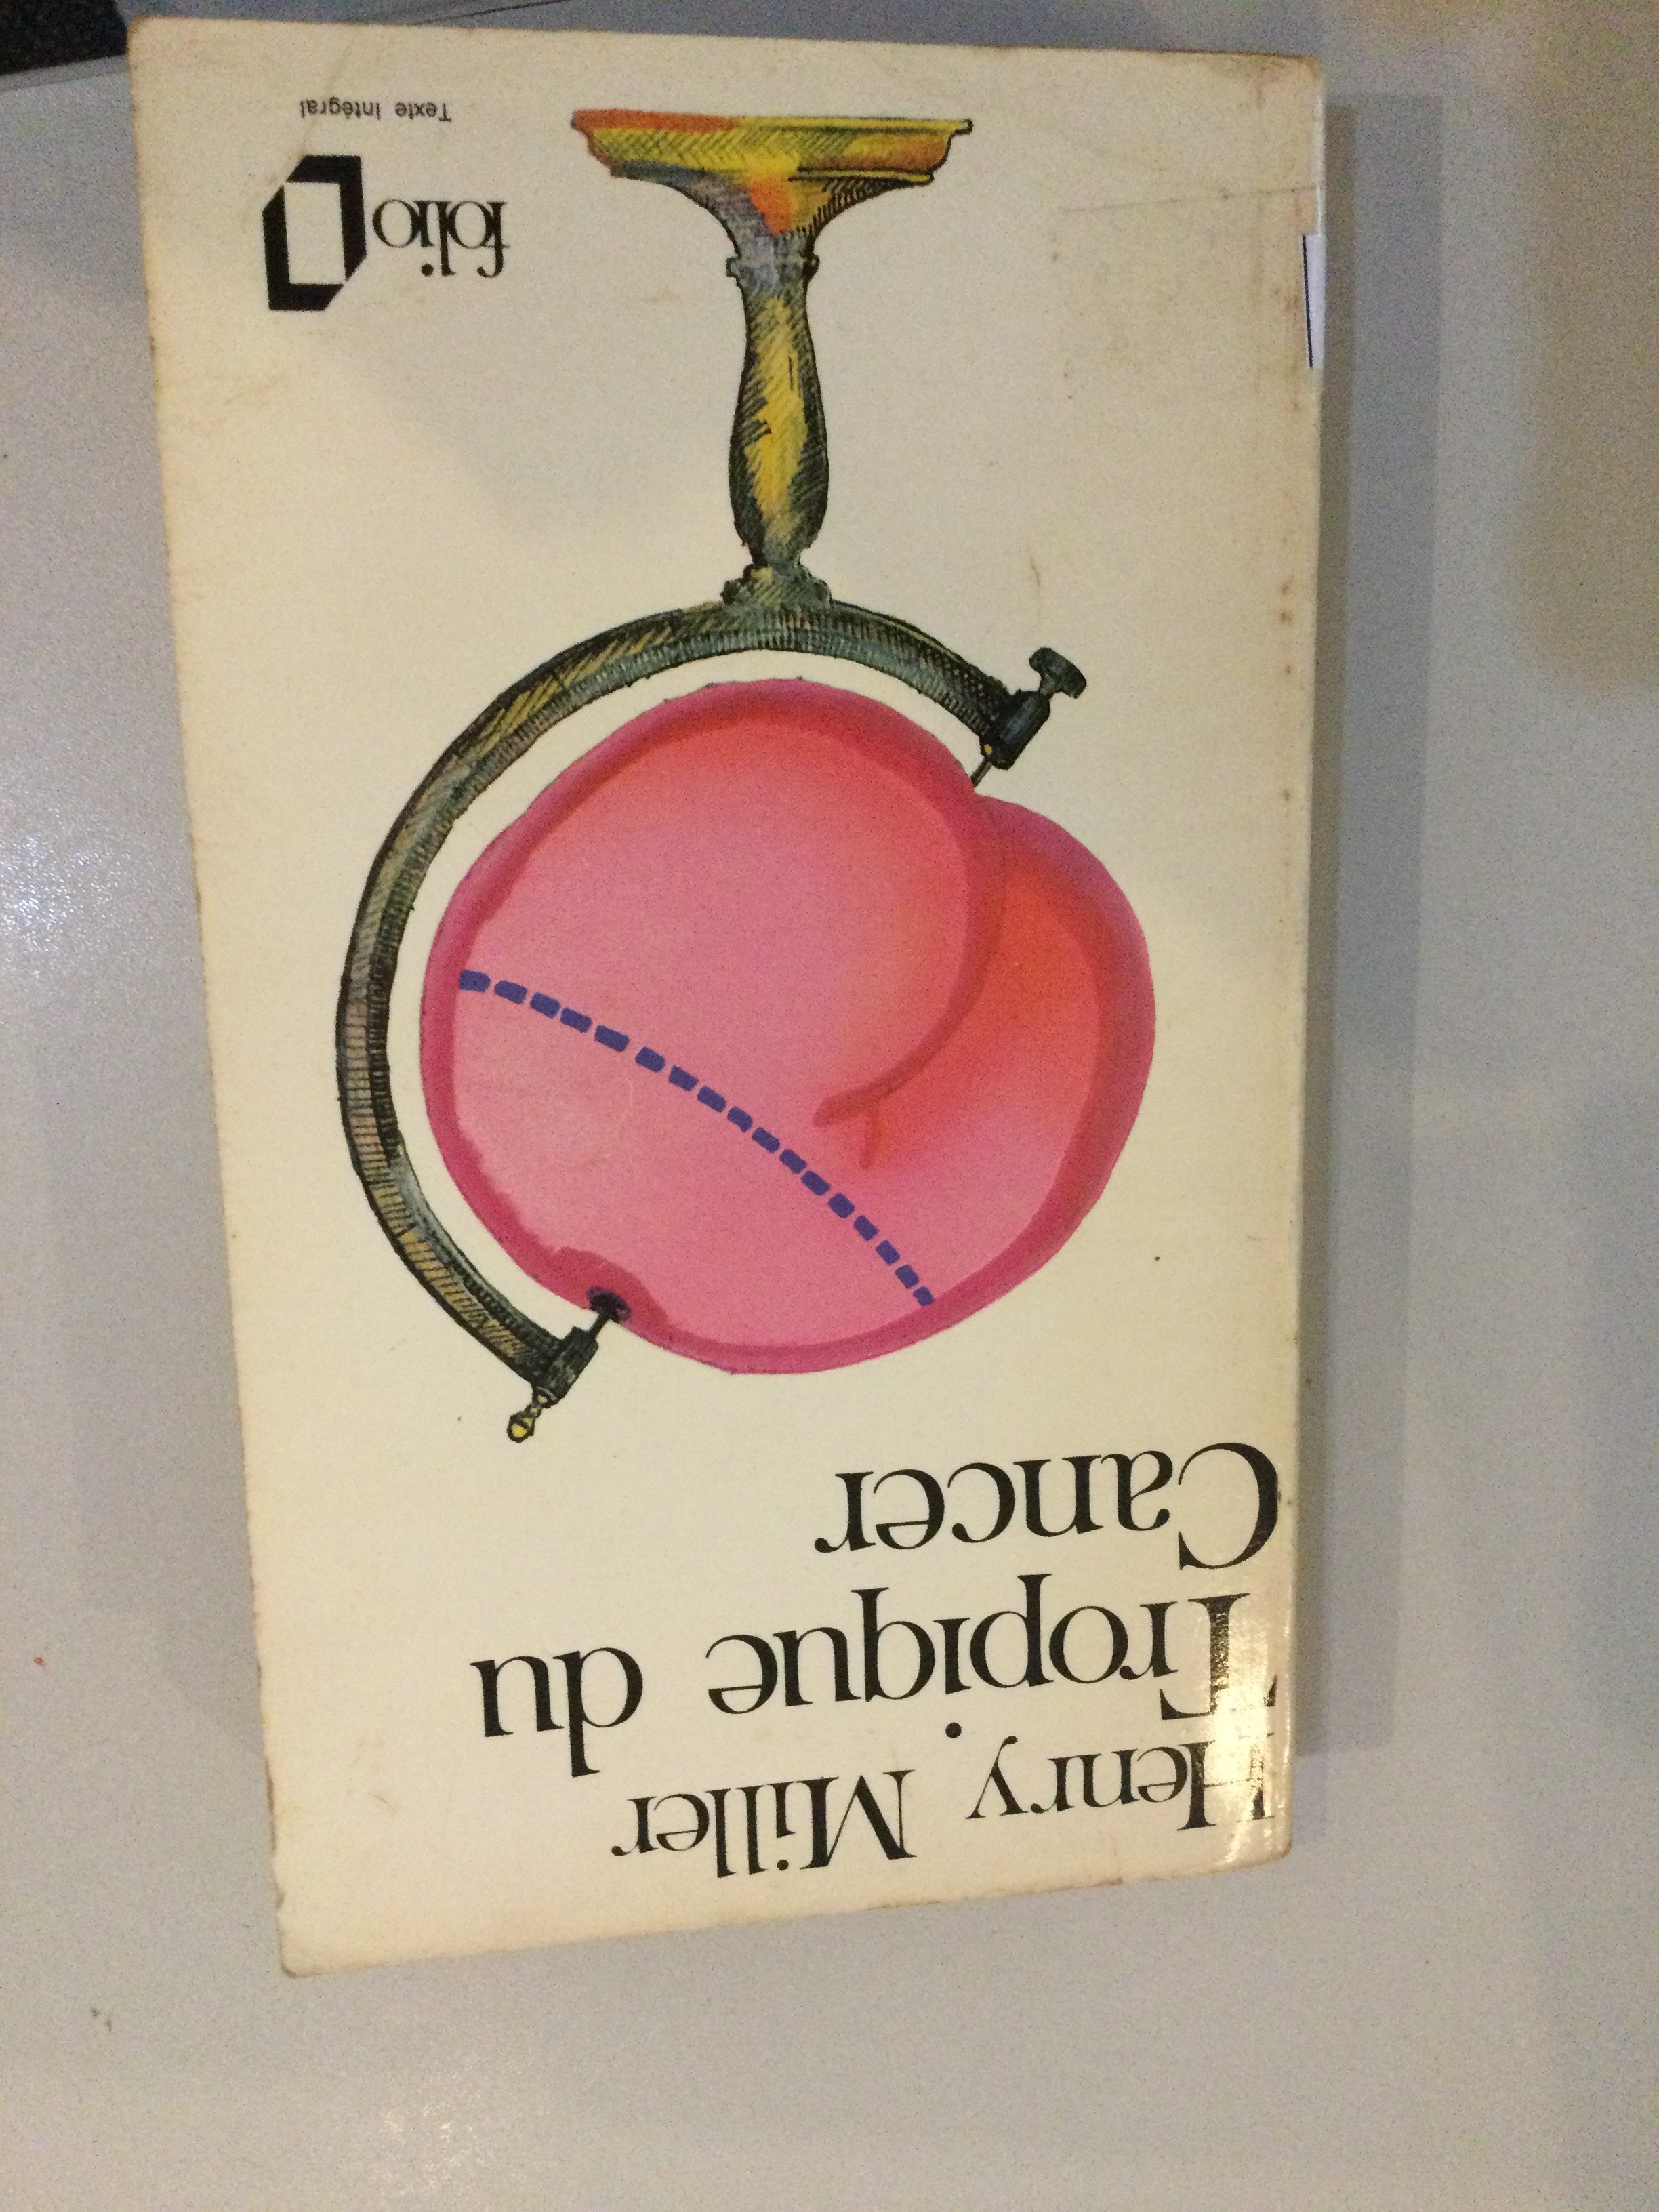 Henry Miller
Tropique du
Cancer
folio
Texte intégral